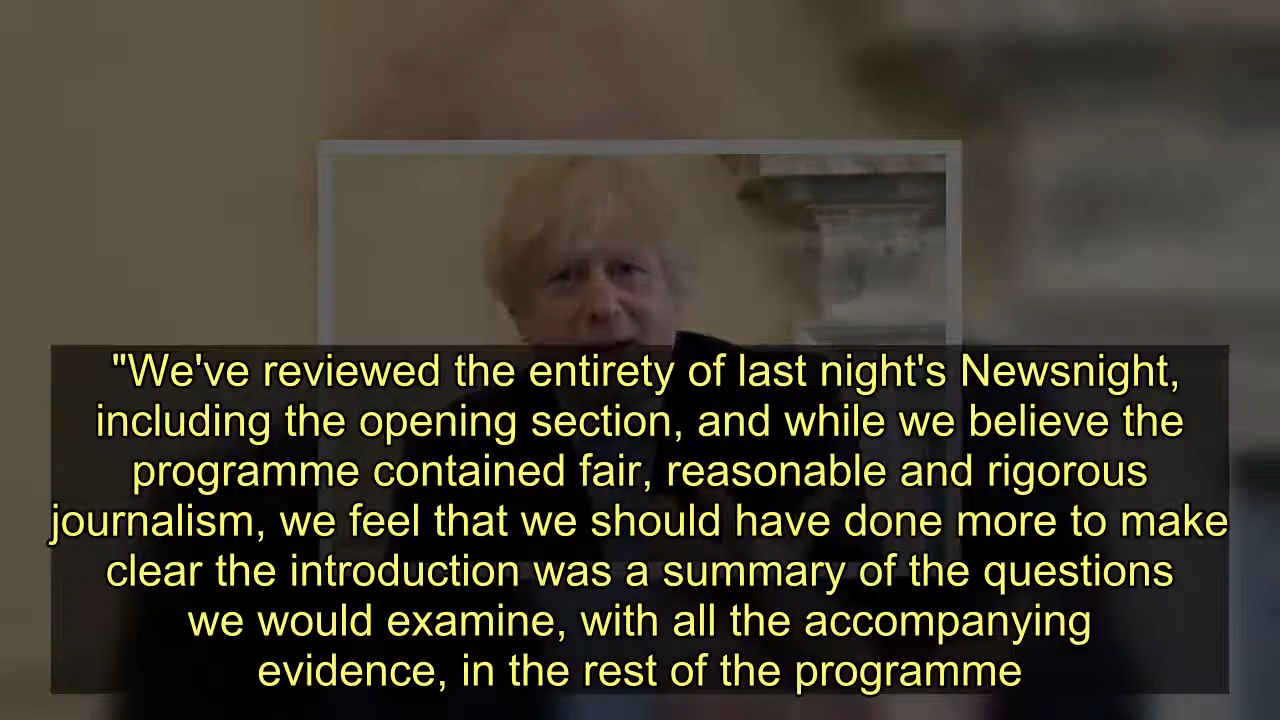 "We've reviewed the entirety of last night's Newsnight,
including the opening section, and while we believe the
programme contained fair, reasonable and rigorous
journalism, we feel that we should have done more to make
clear the introduction was a summary of the questions
we would examine, with all the accompanying
evidence, in the rest of the programme